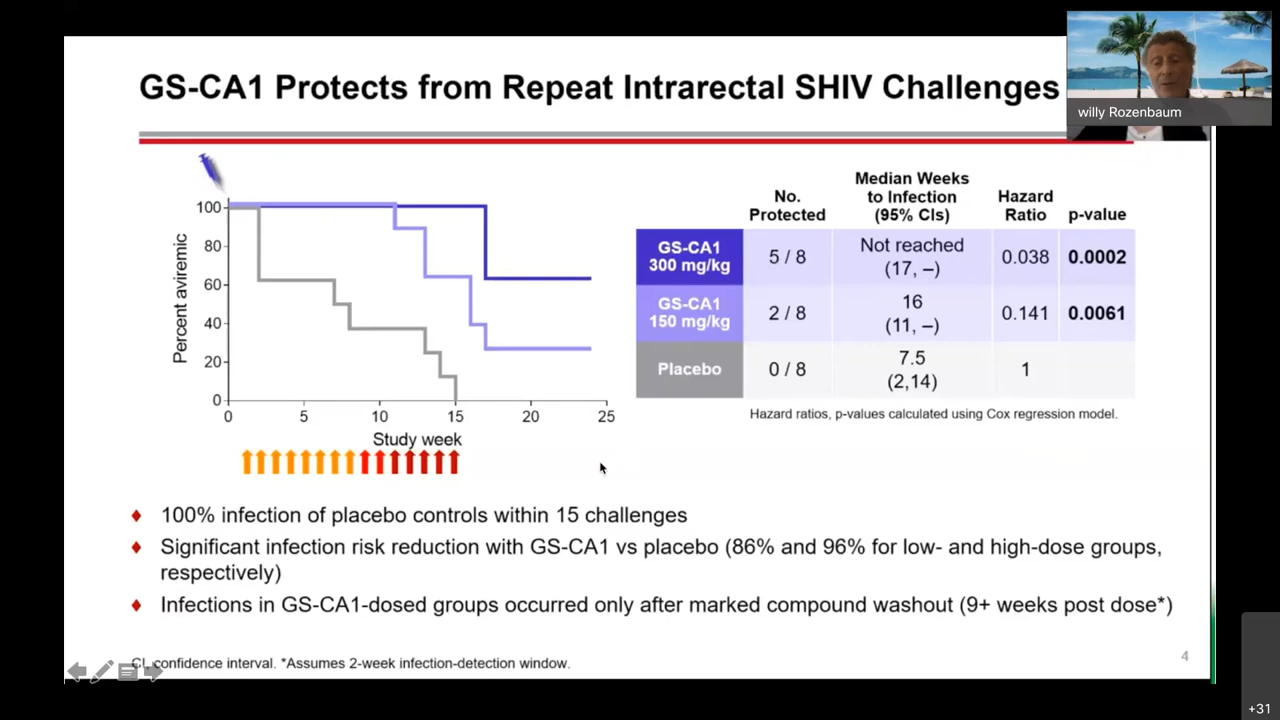 GS-CA1 Protects from Repeat Intrarectal SHIV Challenges
willy Rozenbaum
Percent aviremic
100
80
60
40
20
0
0 5 10 15 20 25
Study week
No. Protected
Median Weeks to Infection (95% CIs)
Hazard Ratio
p-value
GS-CA1 300 mg/kg 5 / 8 Not reached (17, –) 0.038 0.0002
GS-CA1 150 mg/kg 2 / 8 16 (11, –) 0.141 0.0061
Placebo 0 / 8 7.5 (2,14) 1
Hazard ratios, p-values calculated using Cox regression model.
100% infection of placebo controls within 15 challenges
Significant infection risk reduction with GS-CA1 vs placebo (86% and 96% for low- and high-dose groups,
respectively)
Infections in GS-CA1-dosed groups occurred only after marked compound washout (9+ weeks post dose*)
CI, confidence interval. *Assumes 2-week infection-detection window.
4
+31